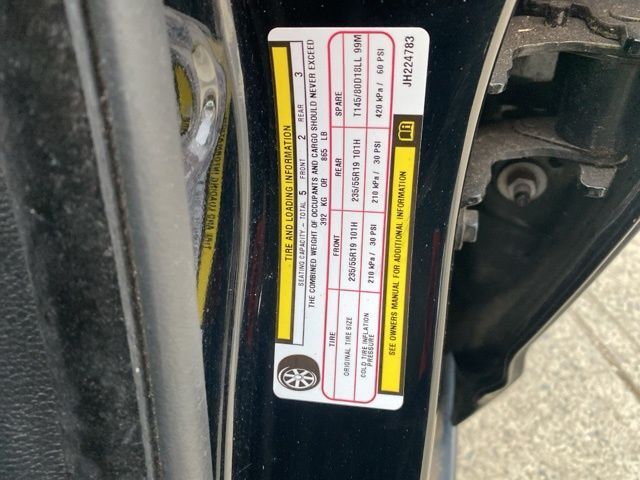 TIRE AND LOADING INFORMATION
SEATING CAPACITY – TOTAL 5 FRONT 2 REAR 3
THE COMBINED WEIGHT OF OCCUPANTS AND CARGO SHOULD NEVER EXCEED
392 KG OR 865 LB
TIRE FRONT REAR SPARE
ORIGINAL TIRE SIZE 235/55R19 101H 235/55R19 101H T145/80D18LL 99M
COLD TIRE INFLATION PRESSURE 210 kPa / 30 PSI 210 kPa / 30 PSI 420 kPa / 60 PSI
SEE OWNERS MANUAL FOR ADDITIONAL INFORMATION
JH224783